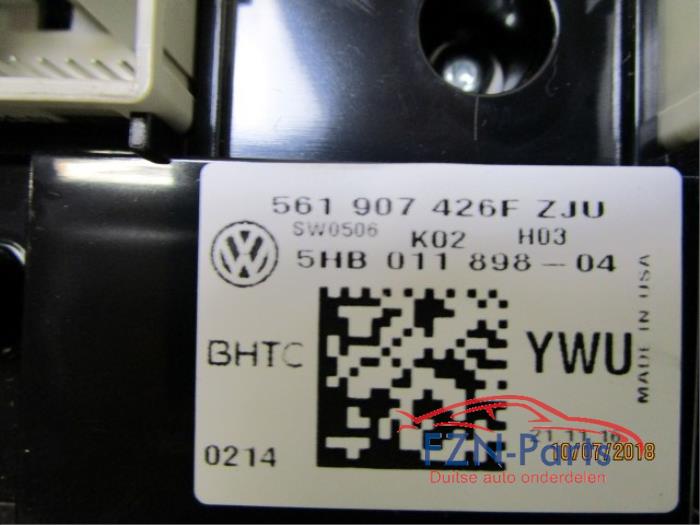 561 907 426F ZJU
SW0506 K02 H03
5HB 011 898-04
MADE IN USA
BHTC
YWU
0214
10/07/2018
FZN-Parts
Duitse auto onderdelen